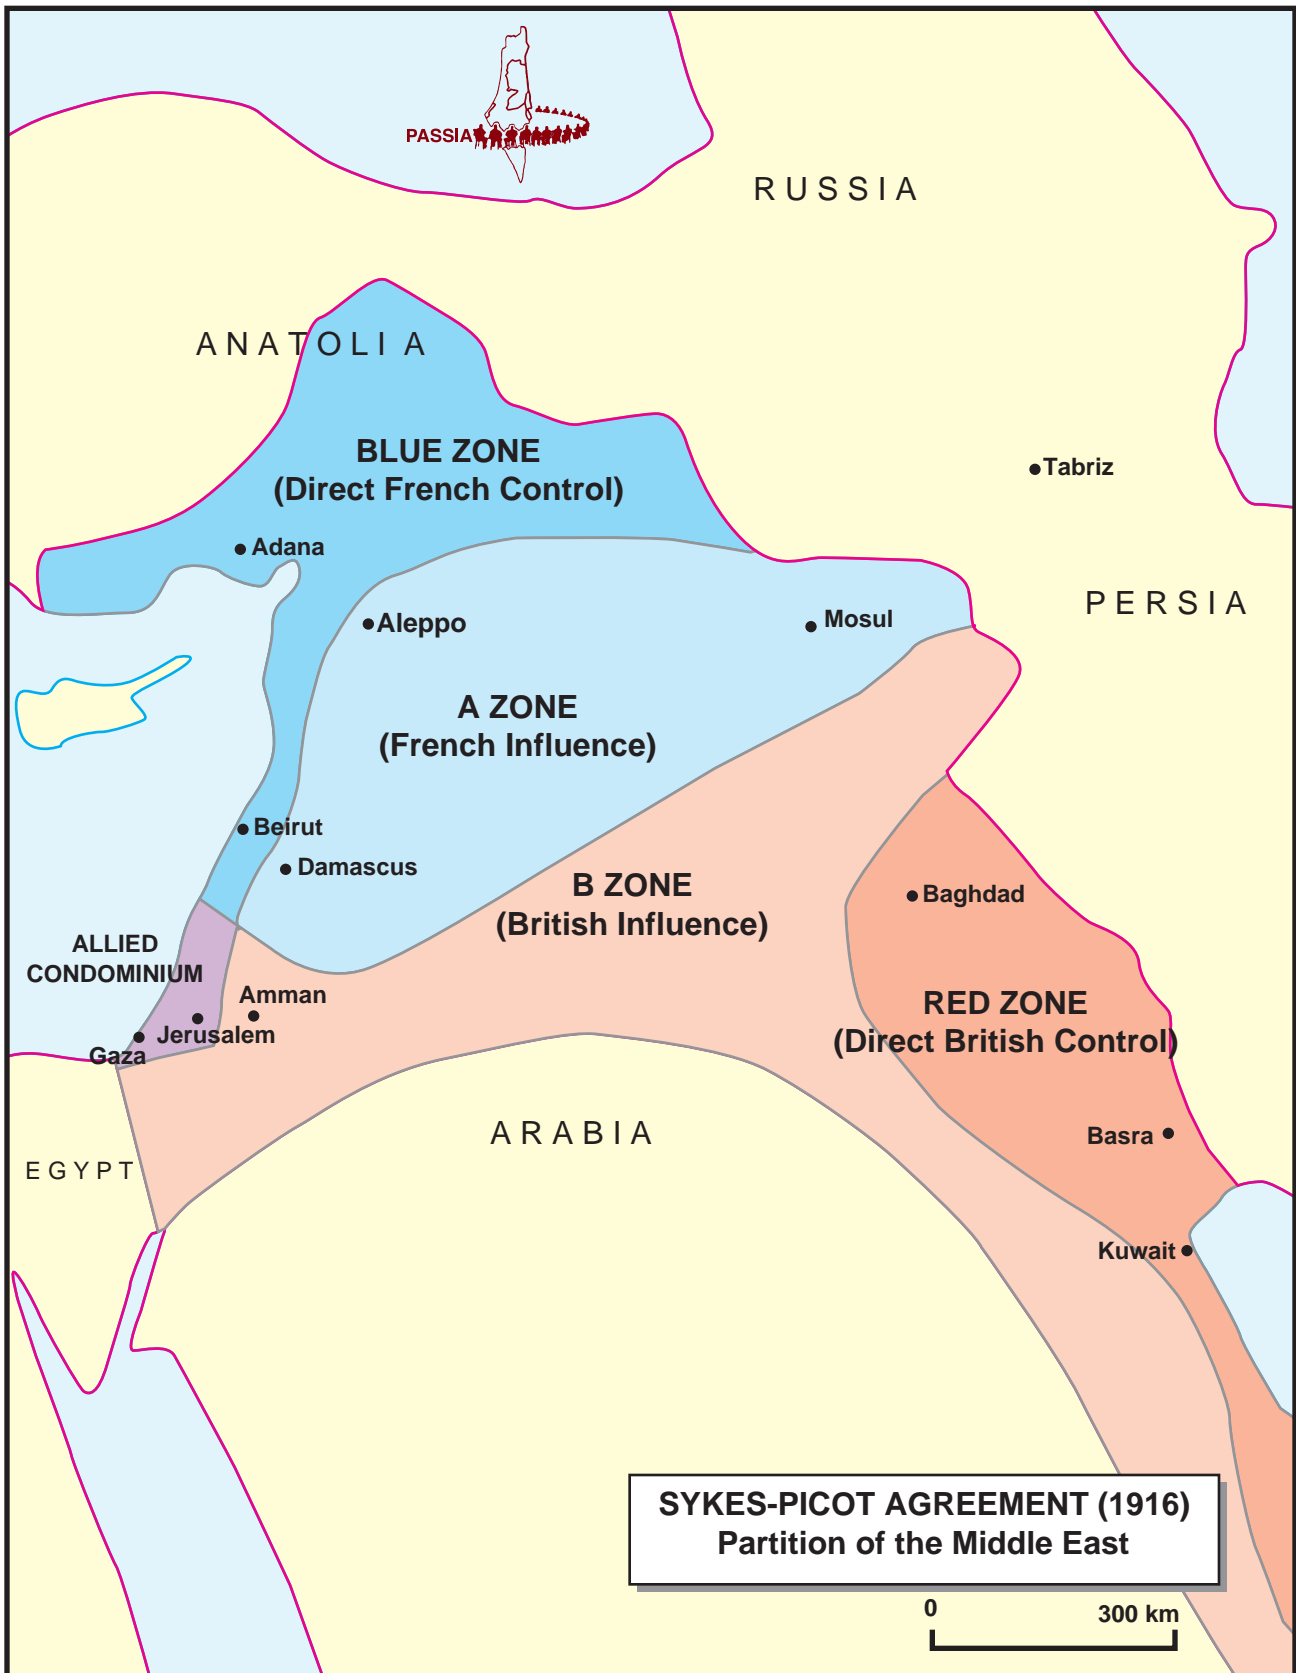 PASSIA
RUSSIA
ANATOLIA
BLUE ZONE
(Direct French Control)
Tabriz
Adana
PERSIA
Aleppo
Mosul
A ZONE
(French Influence)
Beirut
Damascus
B ZONE
(British Influence)
Baghdad
ALLIED
CONDOMINIUM
Amman
Jerusalem
Gaza
RED ZONE
(Direct British Control)
ARABIA
Basra
EGYPT
Kuwait
SYKES-PICOT AGREEMENT (1916)
Partition of the Middle East
0 300 km